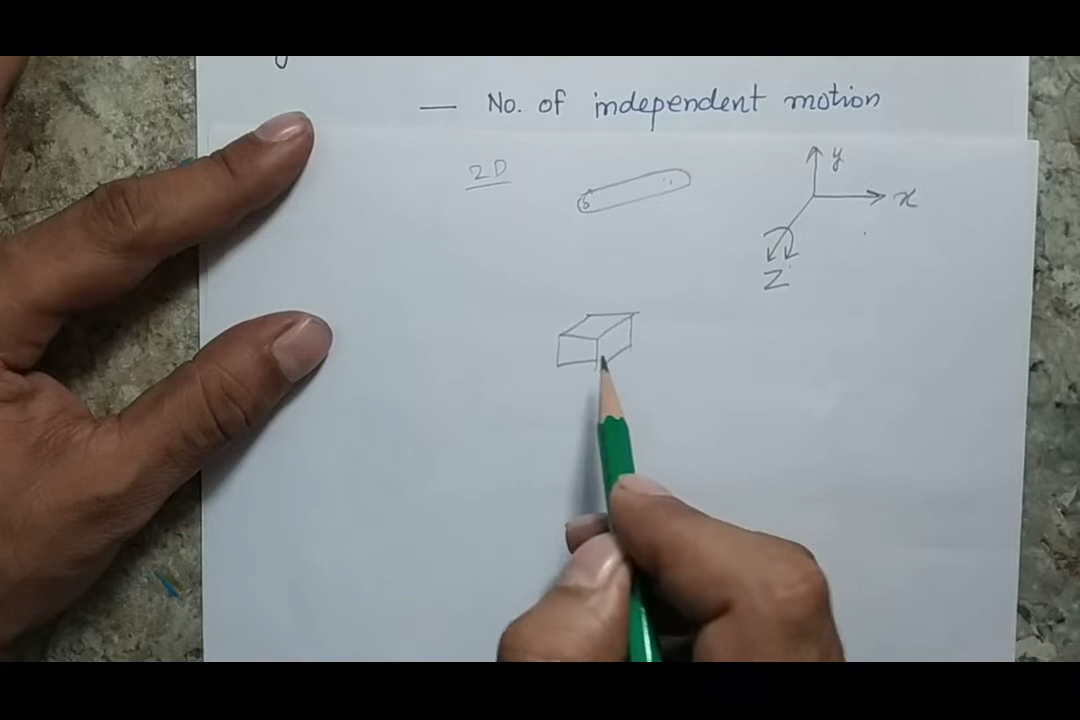 — No. of independent motion
2D
y
x
Z